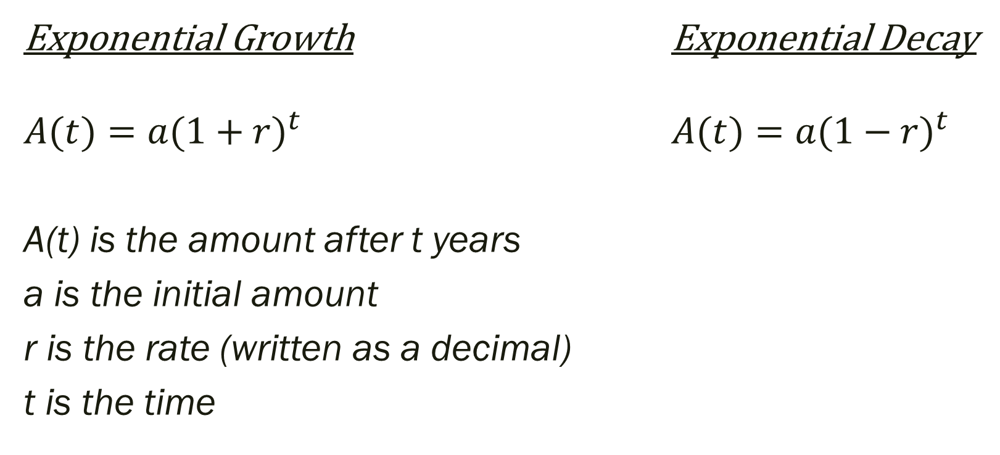 Exponential Growth
Exponential Decay
A(t) = a(1 + r)^t
A(t) = a(1 − r)^t
A(t) is the amount after t years
a is the initial amount
r is the rate (written as a decimal)
t is the time